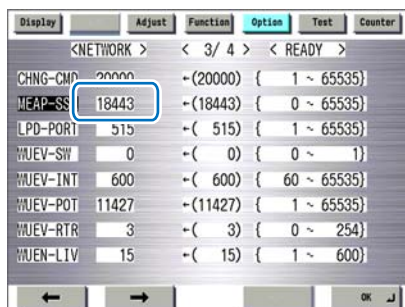 Display Adjust Function Option Test Counter
<NETWORK > < 3/ 4 > < READY >
CHNG-CMD 20000 ←(20000) { 1 ~ 65535}
MEAP-SS 18443 ←(18443) { 0 ~ 65535}
LPD-PORT 515 ←( 515) { 1 ~ 65535}
WUEV-SW 0 ←( 0) { 0 ~ 1}
WUEV-INT 600 ←( 600) { 60 ~ 65535}
WUEV-POT 11427 ←(11427) { 1 ~ 65535}
WUEV-RTR 3 ←( 3) { 0 ~ 254}
WUEN-LIV 15 ←( 15) { 1 ~ 600}
← → OK ↵